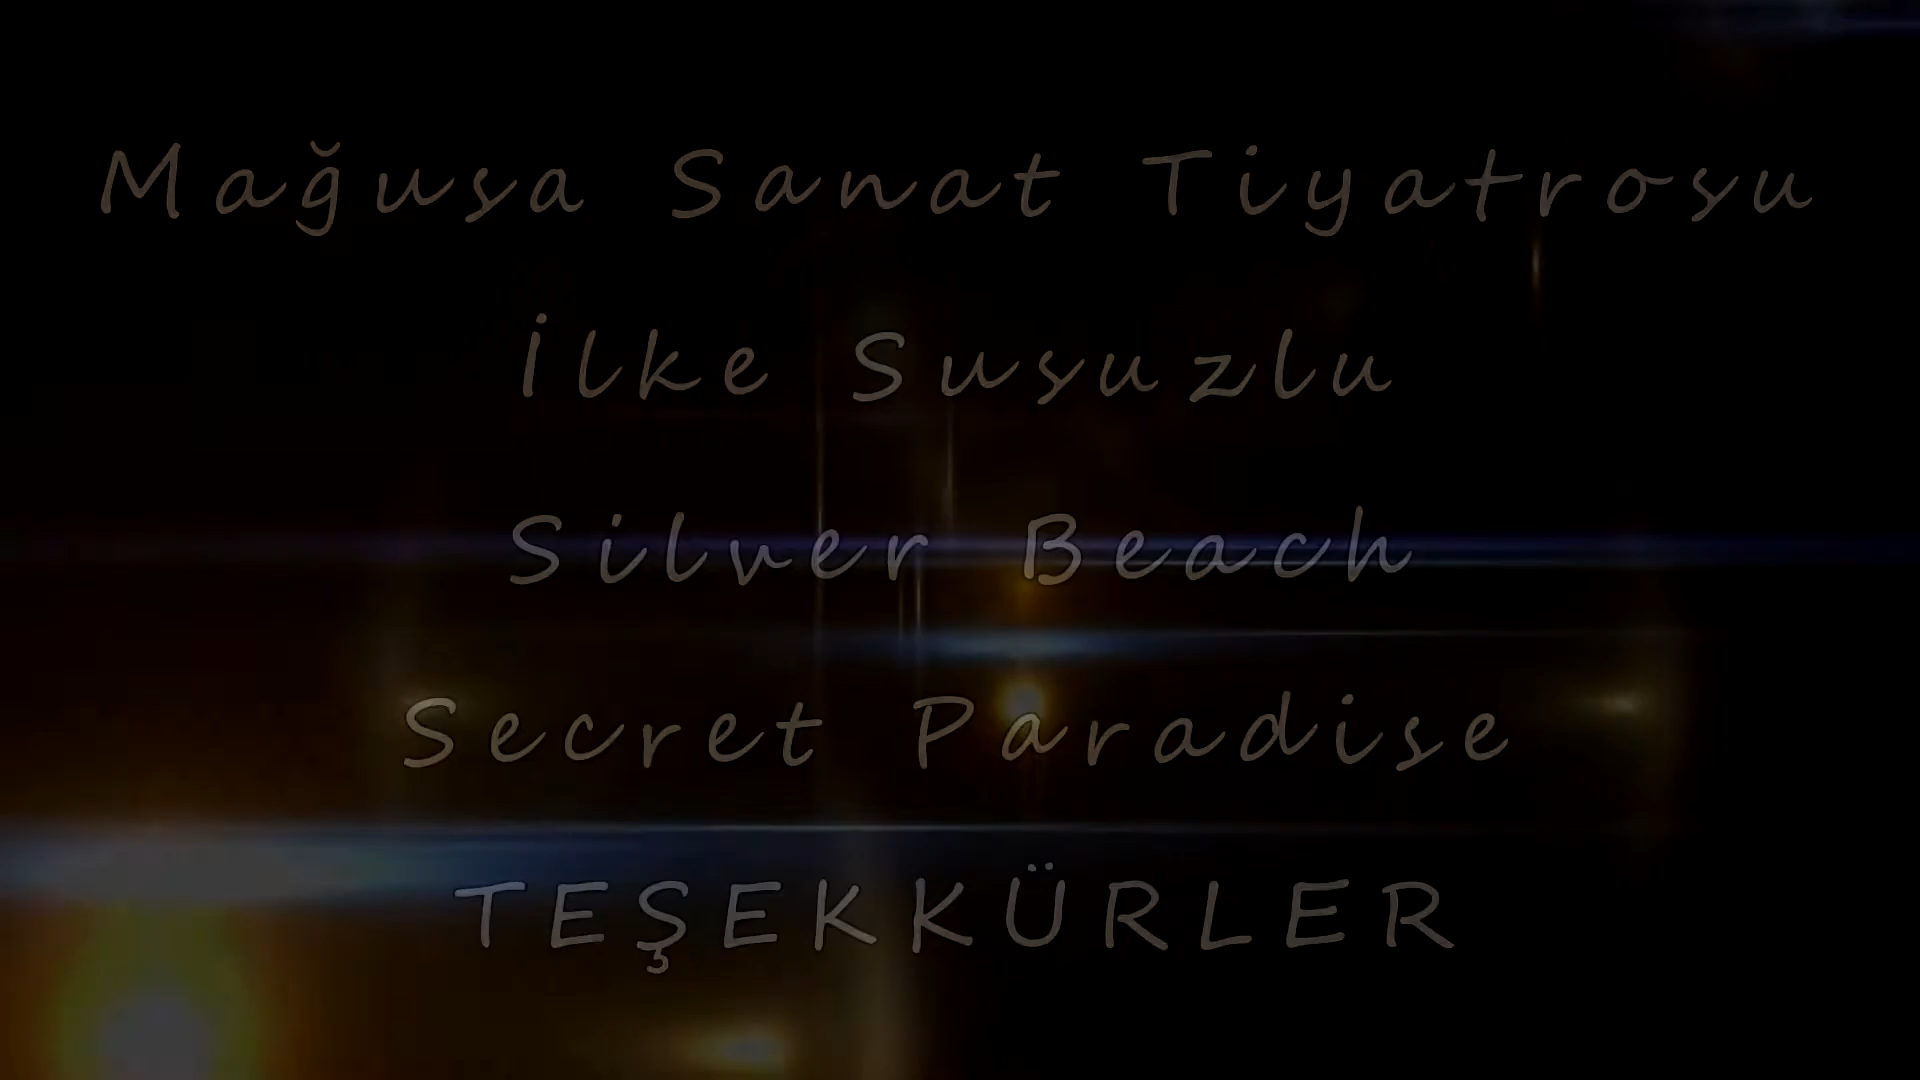 Mağusa Sanat Tiyatrosu
İlke Susuzlu
Silver Beach
Secret Paradise
TEŞEKKÜRLER